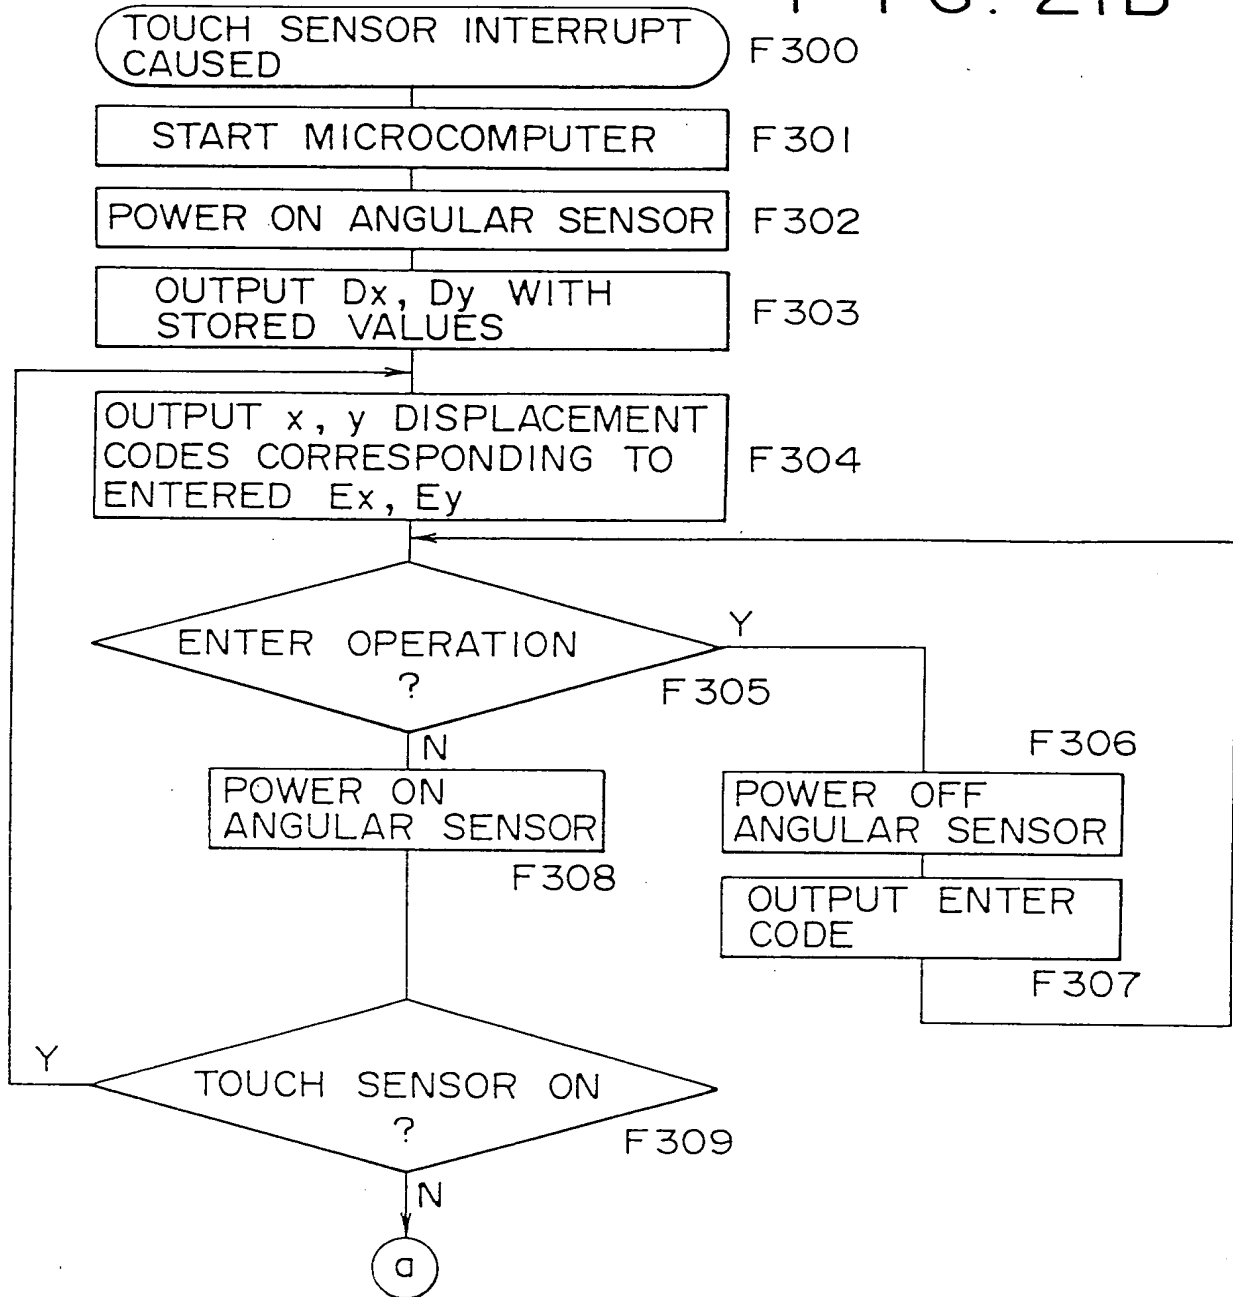 FIG. 21B
TOUCH SENSOR INTERRUPT
CAUSED
F300
START MICROCOMPUTER
F301
POWER ON ANGULAR SENSOR
F302
OUTPUT Dx, Dy WITH
STORED VALUES
F303
OUTPUT x, y DISPLACEMENT
CODES CORRESPONDING TO
ENTERED Ex, Ey
F304
ENTER OPERATION
?
F305
Y
N
F306
POWER OFF
ANGULAR SENSOR
OUTPUT ENTER
CODE
F307
POWER ON
ANGULAR SENSOR
F308
Y
TOUCH SENSOR ON
?
F309
N
a